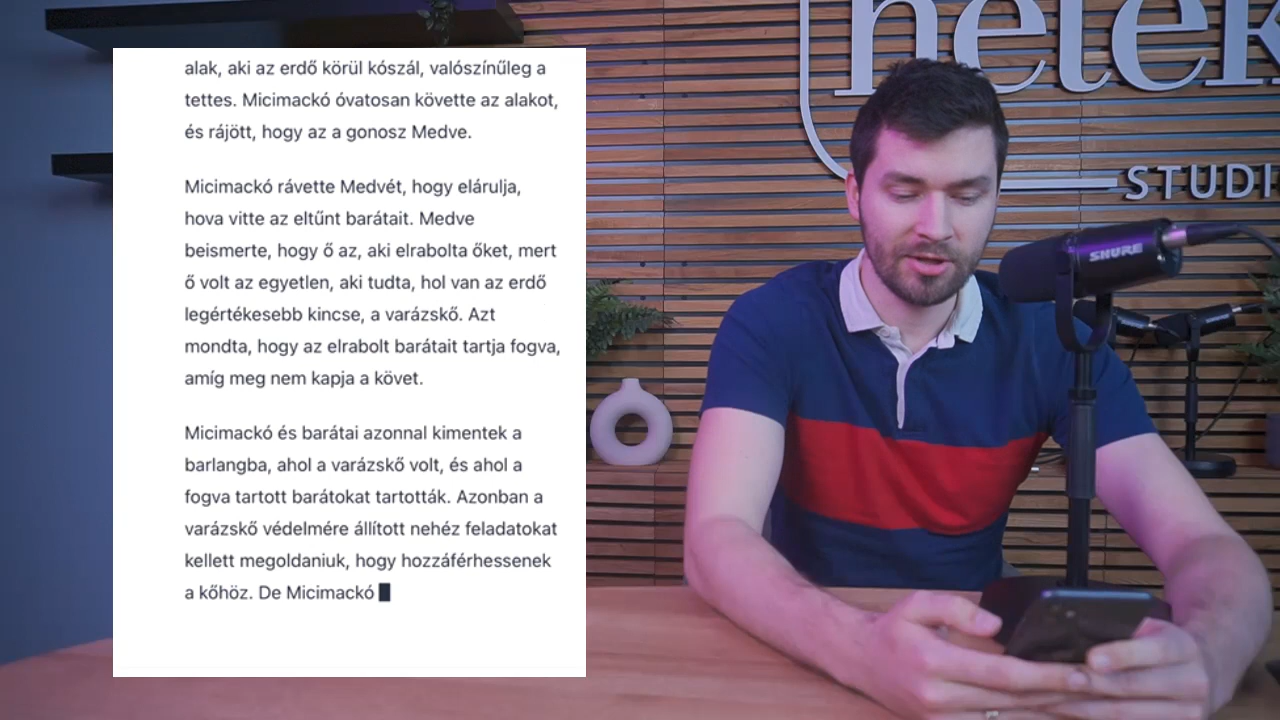 alak, aki az erdő körül kószál, valószínűleg a
tettes. Micimackó óvatosan követte az alakot,
és rájött, hogy az a gonosz Medve.
Micimackó rávette Medvét, hogy elárulja,
hova vitte az eltűnt barátait. Medve
beismerte, hogy ő az, aki elrabolta őket, mert
ő volt az egyetlen, aki tudta, hol van az erdő
legértékesebb kincse, a varázskő. Azt
mondta, hogy az elrabolt barátait tartja fogva,
amíg meg nem kapja a követ.
Micimackó és barátai azonnal kimentek a
barlangba, ahol a varázskő volt, és ahol a
fogva tartott barátokat tartották. Azonban a
varázskő védelmére állított nehéz feladatokat
kellett megoldaniuk, hogy hozzáférhessenek
a kőhöz. De Micimackó
hetek
STUDI
SHURE